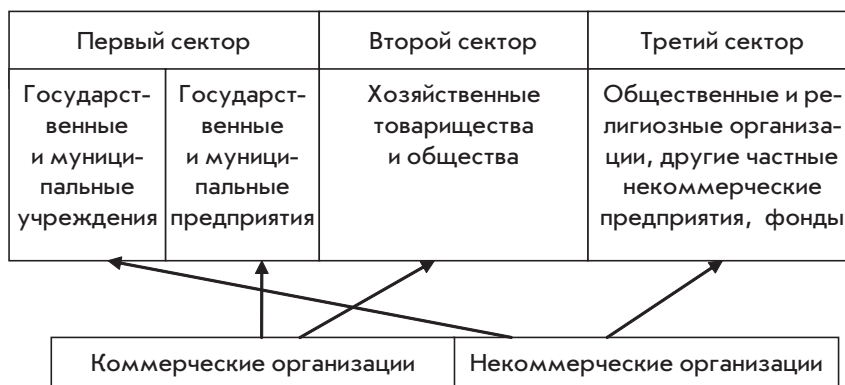 Первый сектор
Второй сектор
Третий сектор
Государст-
венные
и муници-
пальные
учреждения
Государст-
венные
и муници-
пальные
предприятия
Хозяйственные
товарищества
и общества
Общественные и ре-
лигиозные организа-
ции, другие частные
некоммерческие
предприятия, фонды
Коммерческие организации
Некоммерческие организации